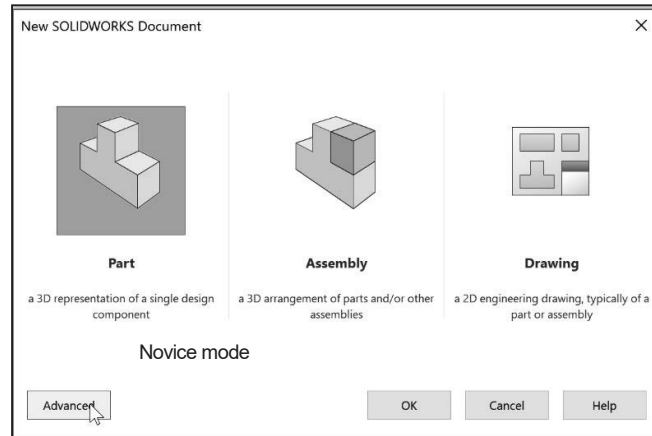 New SOLIDWORKS Document
Part
a 3D representation of a single design
component
Assembly
a 3D arrangement of parts and/or other
assemblies
Drawing
a 2D engineering drawing, typically of a
part or assembly
Novice mode
Advanced
OK
Cancel
Help